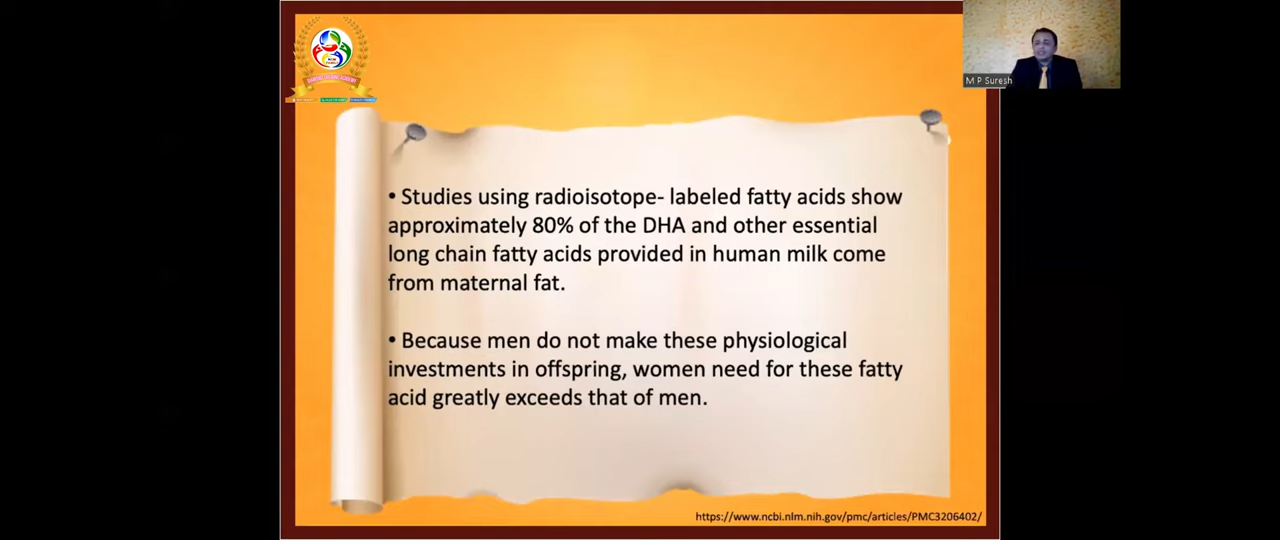 M P Suresh
• Studies using radioisotope- labeled fatty acids show
approximately 80% of the DHA and other essential
long chain fatty acids provided in human milk come
from maternal fat.
• Because men do not make these physiological
investments in offspring, women need for these fatty
acid greatly exceeds that of men.
https://www.ncbi.nlm.nih.gov/pmc/articles/PMC3206402/